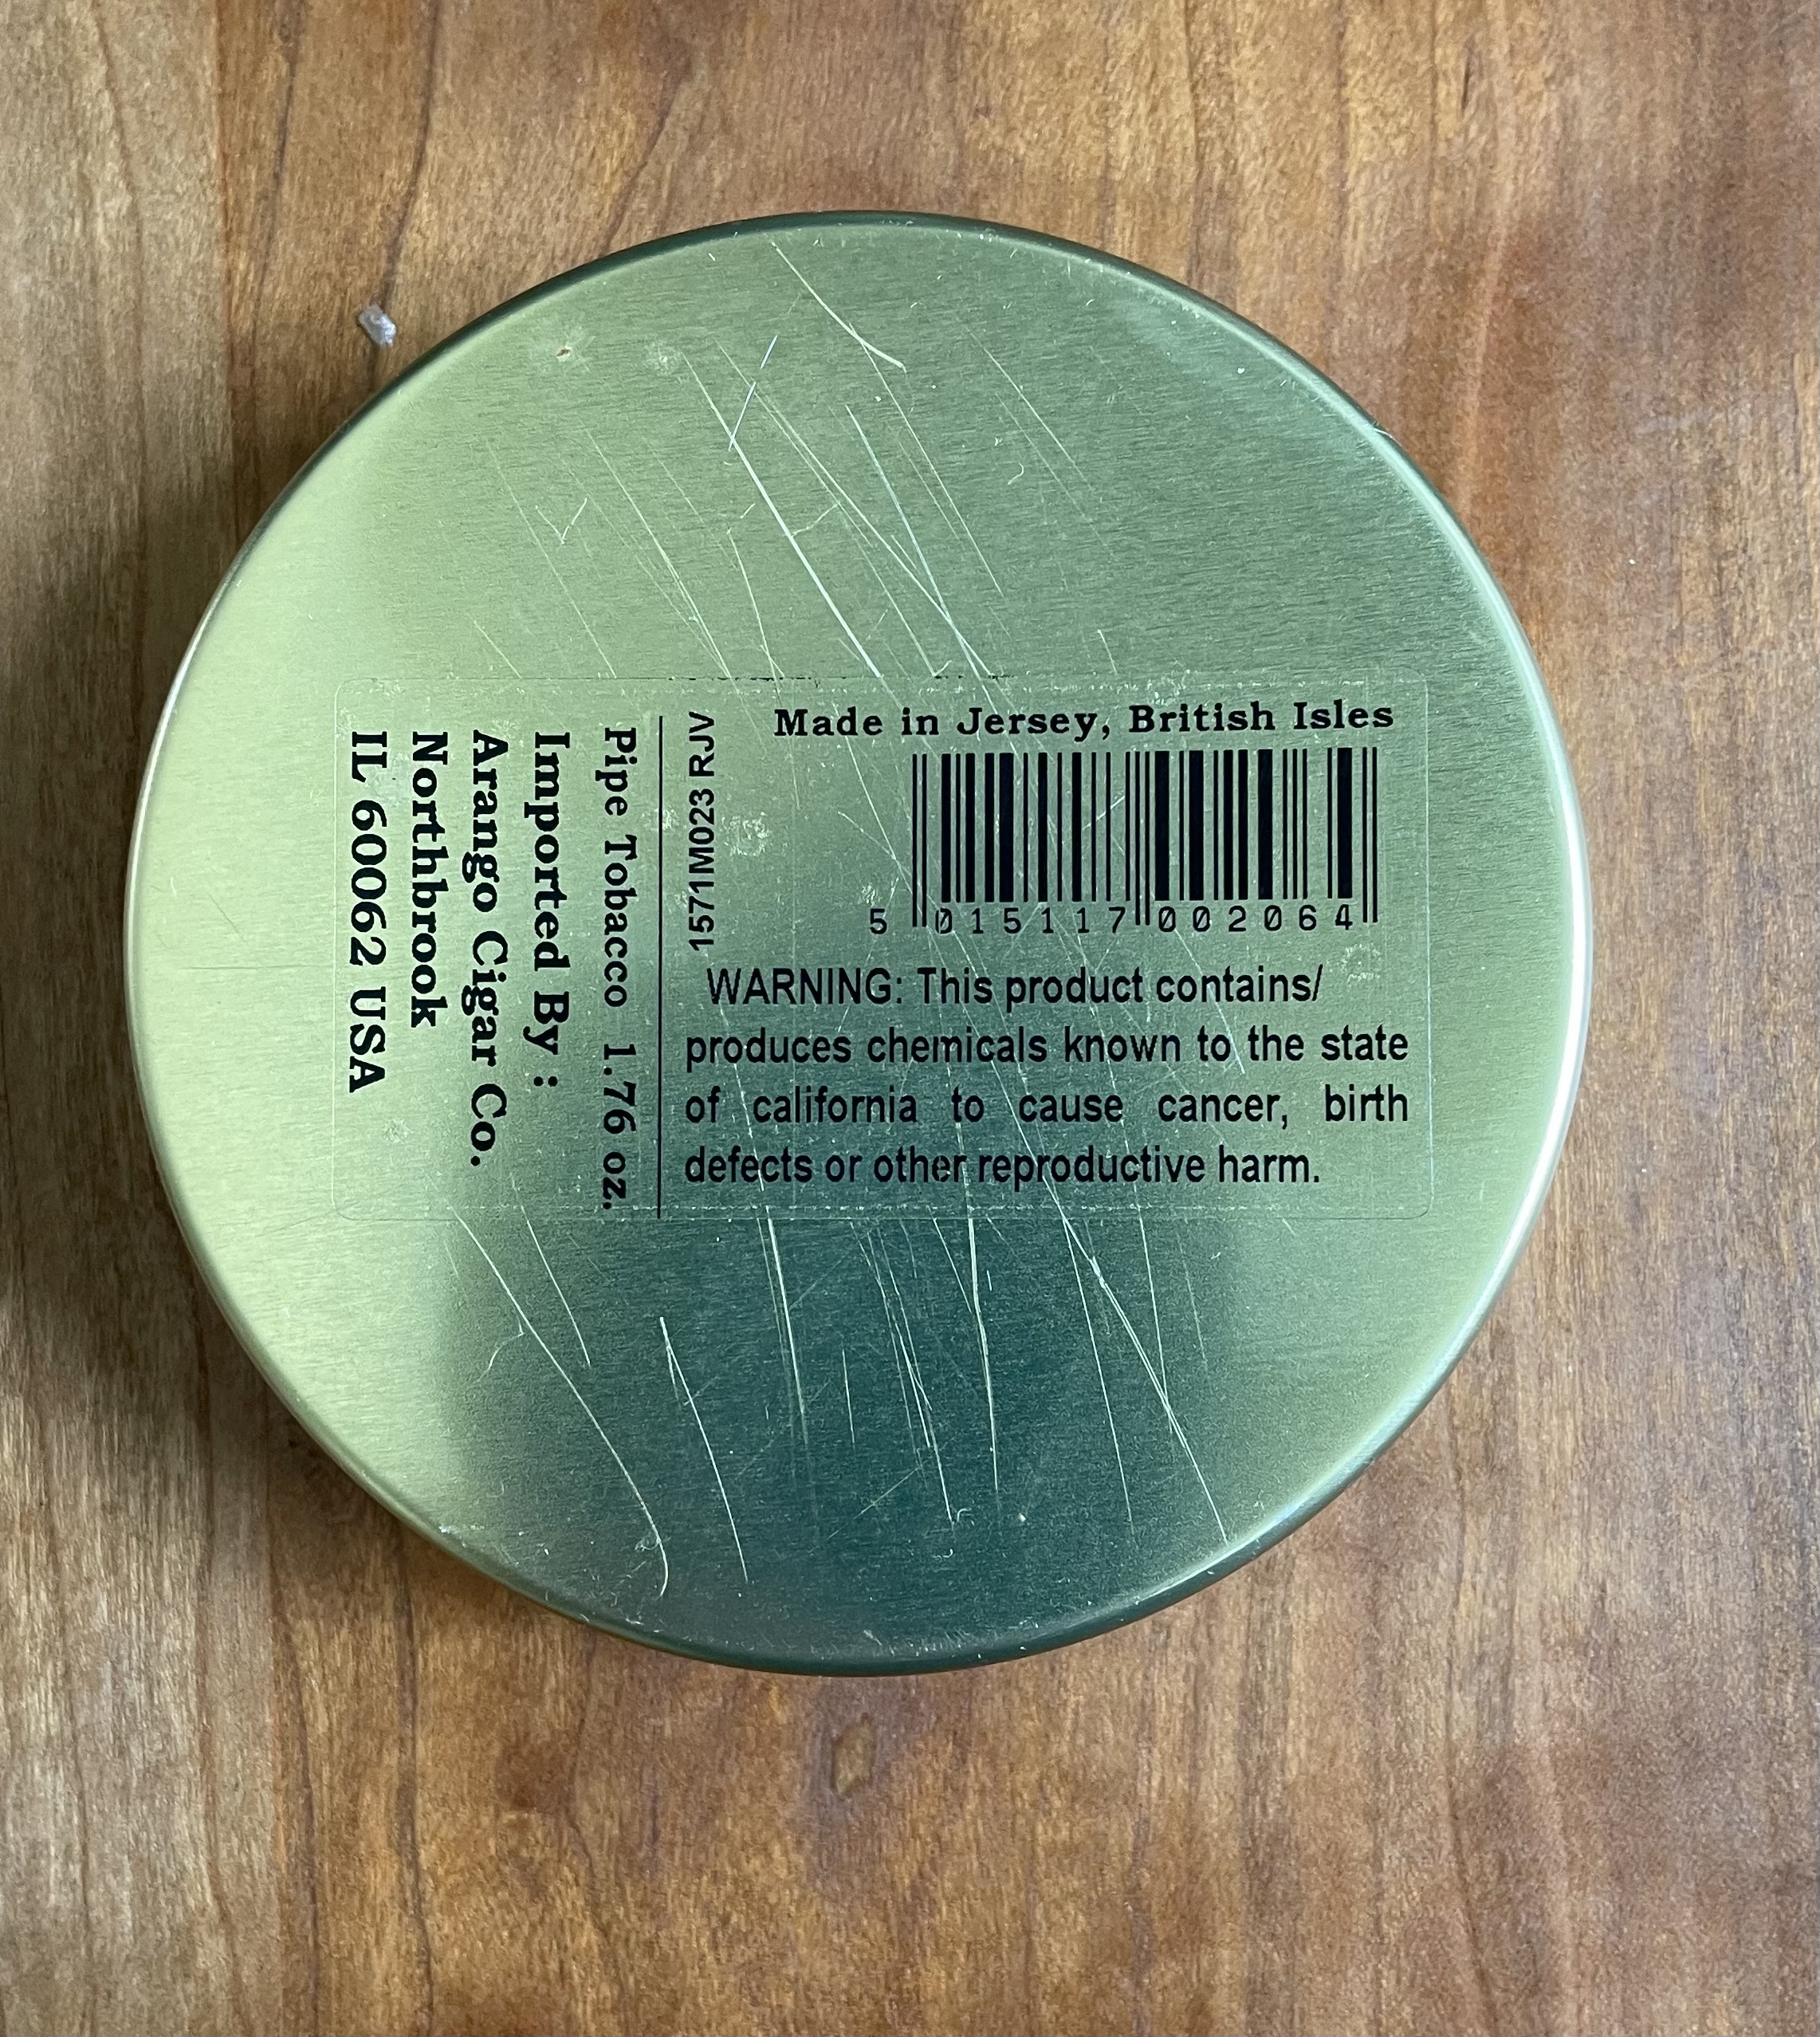 Made in Jersey, British Isles
5 015117 002064
1571M023 RJV
WARNING: This product contains/
produces chemicals known to the state
of california to cause cancer, birth
defects or other reproductive harm.
Pipe Tobacco 1.76 oz.
Imported By :
Arango Cigar Co.
Northbrook
IL 60062 USA